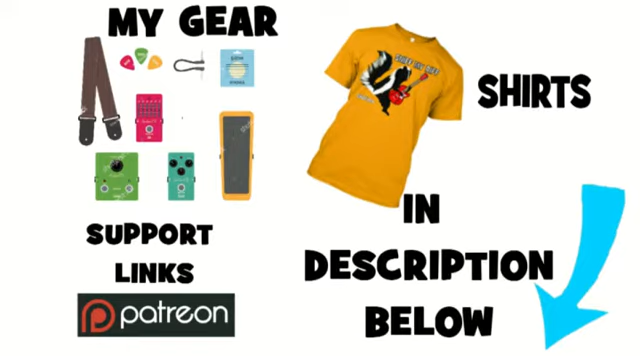 MY GEAR
SHIRTS
IN
DESCRIPTION
BELOW
SUPPORT
LINKS
patreon